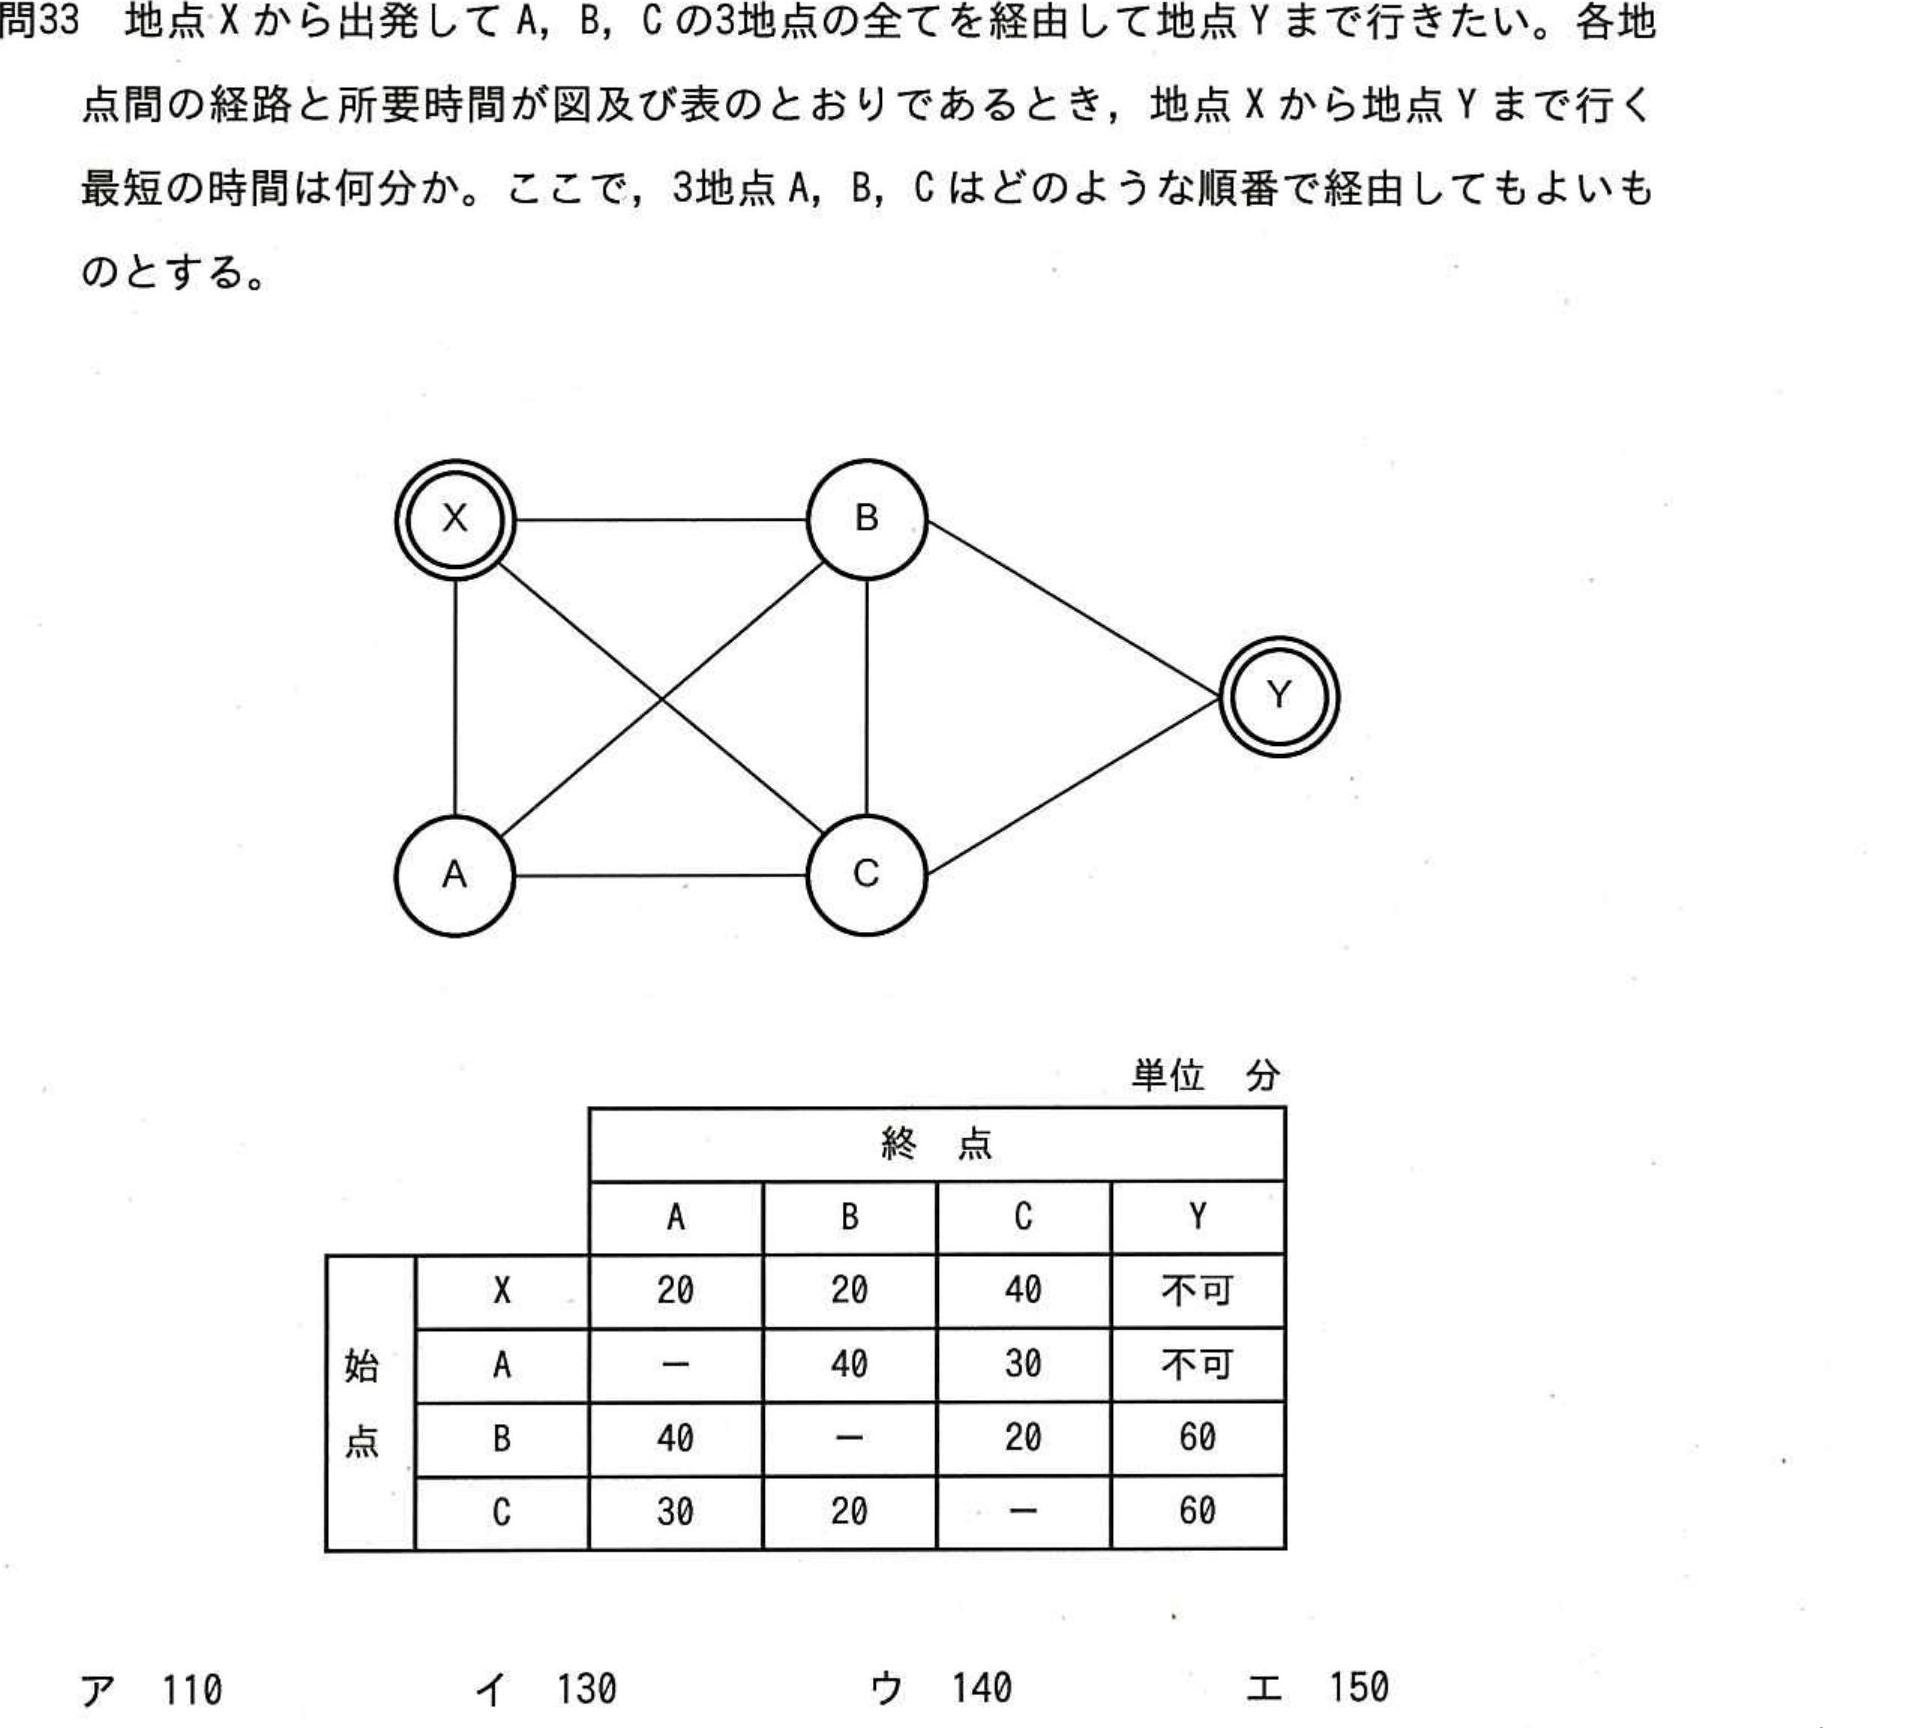 問33　地点Xから出発してA，B，Cの3地点の全てを経由して地点Yまで行きたい。各地
点間の経路と所要時間が図及び表のとおりであるとき，地点Xから地点Yまで行く
最短の時間は何分か。ここで，3地点A，B，Cはどのような順番で経由してもよいも
のとする。
X
B
Y
A
C
単位　分
終　点
A B C Y
始点
X 20 20 40 不可
A － 40 30 不可
B 40 － 20 60
C 30 20 － 60
ア　110　イ　130　ウ　140　エ　150